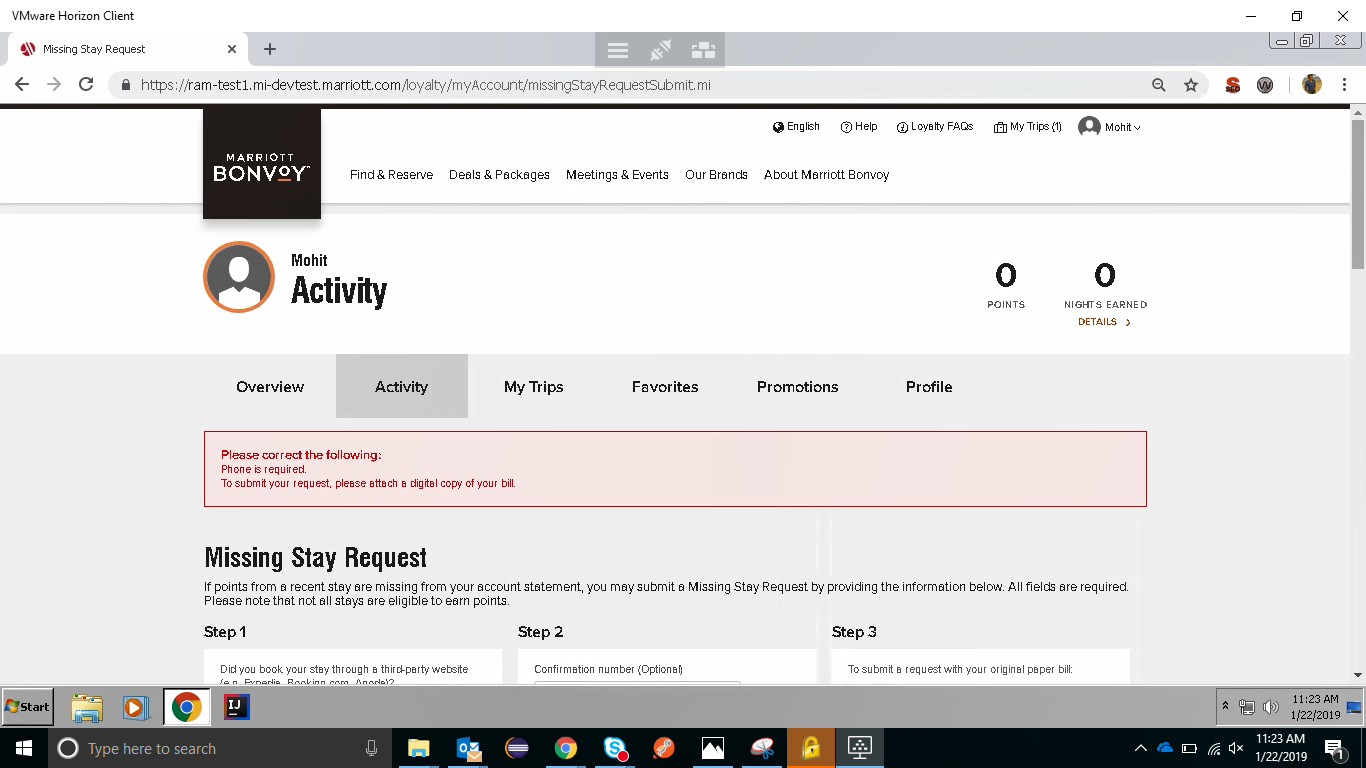 VMware Horizon Client
Missing Stay Request
https://ram-test1.mi-devtest.marriott.com/loyalty/myAccount/missingStayRequestSubmit.mi
English Help Loyalty FAQs My Trips (1) Mohit
MARRIOTT
BONVOY™
Find & Reserve Deals & Packages Meetings & Events Our Brands About Marriott Bonvoy
Mohit
Activity
0 0
POINTS NIGHTS EARNED
DETAILS
Overview Activity My Trips Favorites Promotions Profile
Please correct the following:
Phone is required.
To submit your request, please attach a digital copy of your bill.
Missing Stay Request
If points from a recent stay are missing from your account statement, you may submit a Missing Stay Request by providing the information below. All fields are required.
Please note that not all stays are eligible to earn points.
Step 1 Step 2 Step 3
Did you book your stay through a third-party website Confirmation number (Optional) To submit a request with your original paper bill:
(e.g. Expedia, Booking.com, Agoda)?
Start
IJ
11:23 AM
1/22/2019
Type here to search
11:23 AM
1/22/2019
1